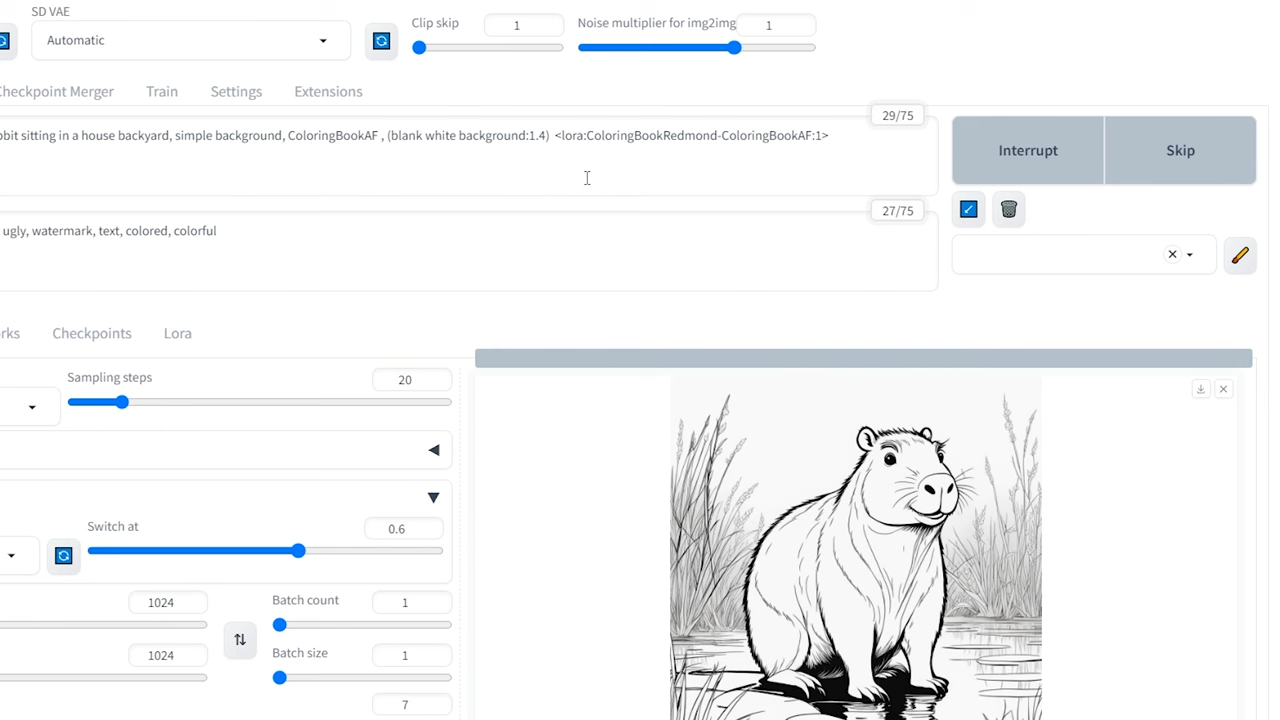 SD VAE
Clip skip
1
Noise multiplier for img2img
1
Automatic
Checkpoint Merger
Train
Settings
Extensions
29/75
sitting in a house backyard, simple background, ColoringBookAF , (blank white background:1.4) <lora:ColoringBookRedmond-ColoringBookAF:1>
Interrupt
Skip
27/75
ugly, watermark, text, colored, colorful
Checkpoints
Lora
Sampling steps
20
Switch at
0.6
1024
Batch count
1
1024
Batch size
1
7